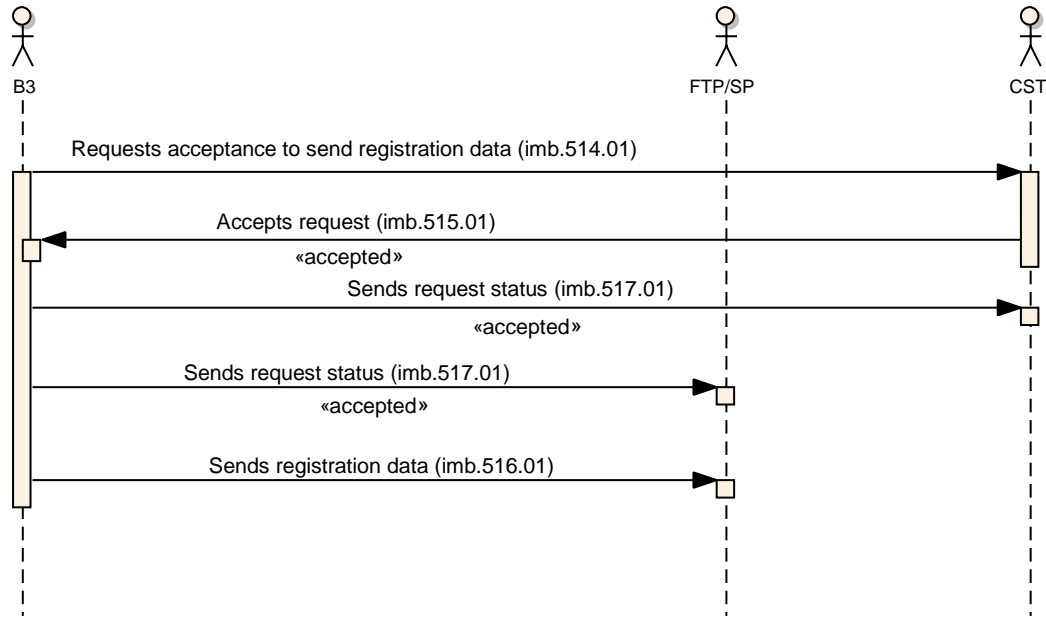 B3
FTP/SP
CST
Requests acceptance to send registration data (imb.514.01)
Accepts request (imb.515.01)
«accepted»
Sends request status (imb.517.01)
«accepted»
Sends request status (imb.517.01)
«accepted»
Sends registration data (imb.516.01)